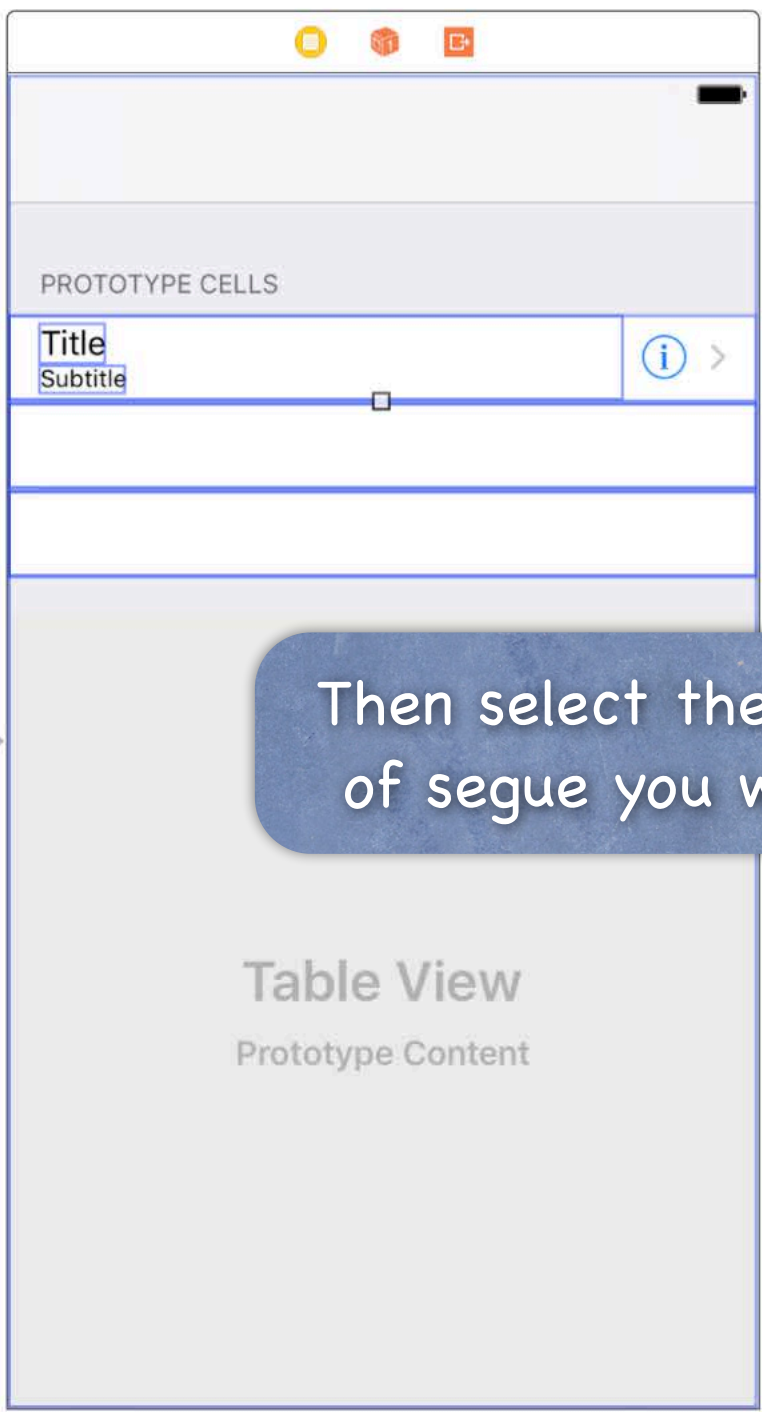 PROTOTYPE CELLS
Title
Subtitle
Then select the
of segue you
Table View
Prototype Content